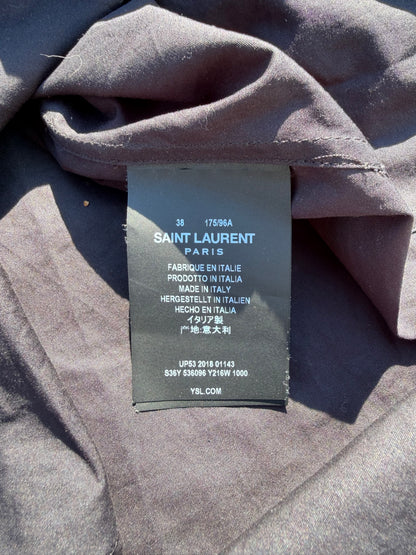 38 175/96A
SAINT LAURENT
PARIS
FABRIQUE EN ITALIE
PRODOTTO IN ITALIA
MADE IN ITALY
HERGESTELLT IN ITALIEN
HECHO EN ITALIA
イタリア製
产地:意大利
UP53 2018 01143
S36Y 536096 Y216W 1000
YSL.COM